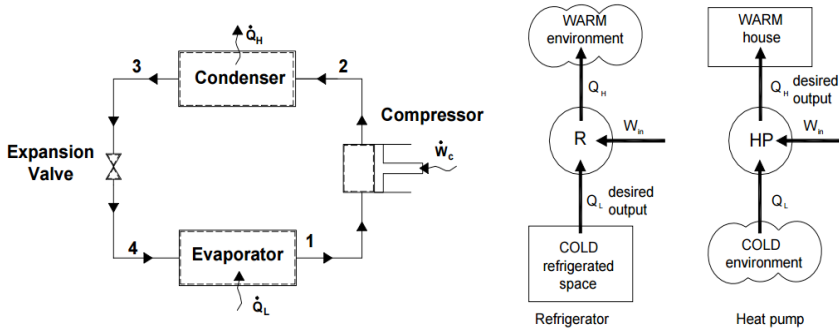 Q̇H
3
Condenser
2
Compressor
Expansion
Valve
Ẇc
4
Evaporator
1
Q̇L
WARM
environment
QH
R
Win
QL desired
output
COLD
refrigerated
space
Refrigerator
WARM
house
QH desired
output
HP
Win
QL
COLD
environment
Heat pump